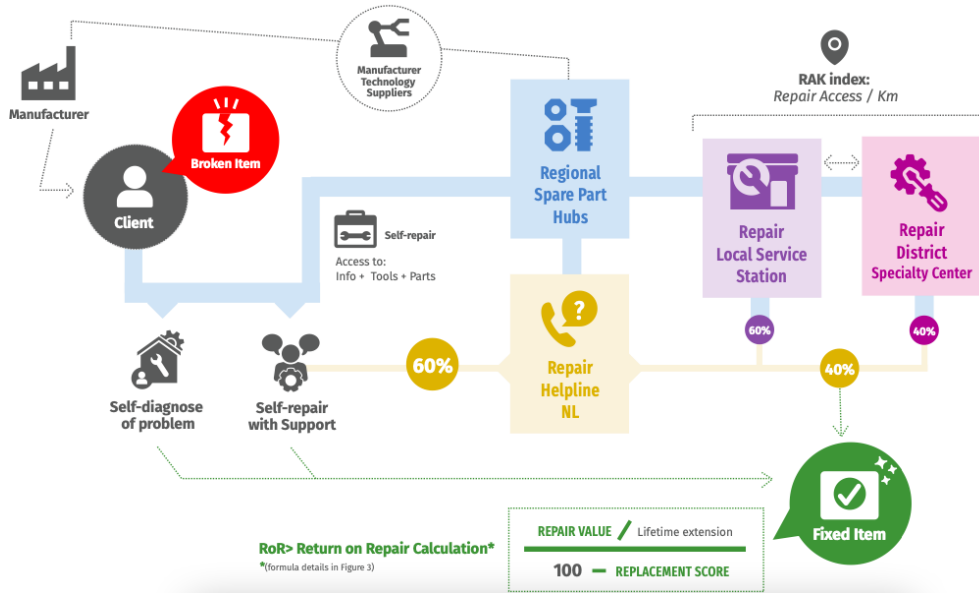 Manufacturer
Technology
Suppliers
Manufacturer
RAK index:
Repair Access / Km
Broken Item
Client
Regional
Spare Part
Hubs
Repair
Local Service
Station
Repair
District
Specialty Center
Self-repair
Access to:
Info + Tools + Parts
?
60%
40%
60%
40%
Repair
Helpline
NL
Self-diagnose
of problem
Self-repair
with Support
Fixed Item
REPAIR VALUE / Lifetime extension
RoR> Return on Repair Calculation*
*(formula details in Figure 3)
100 — REPLACEMENT SCORE